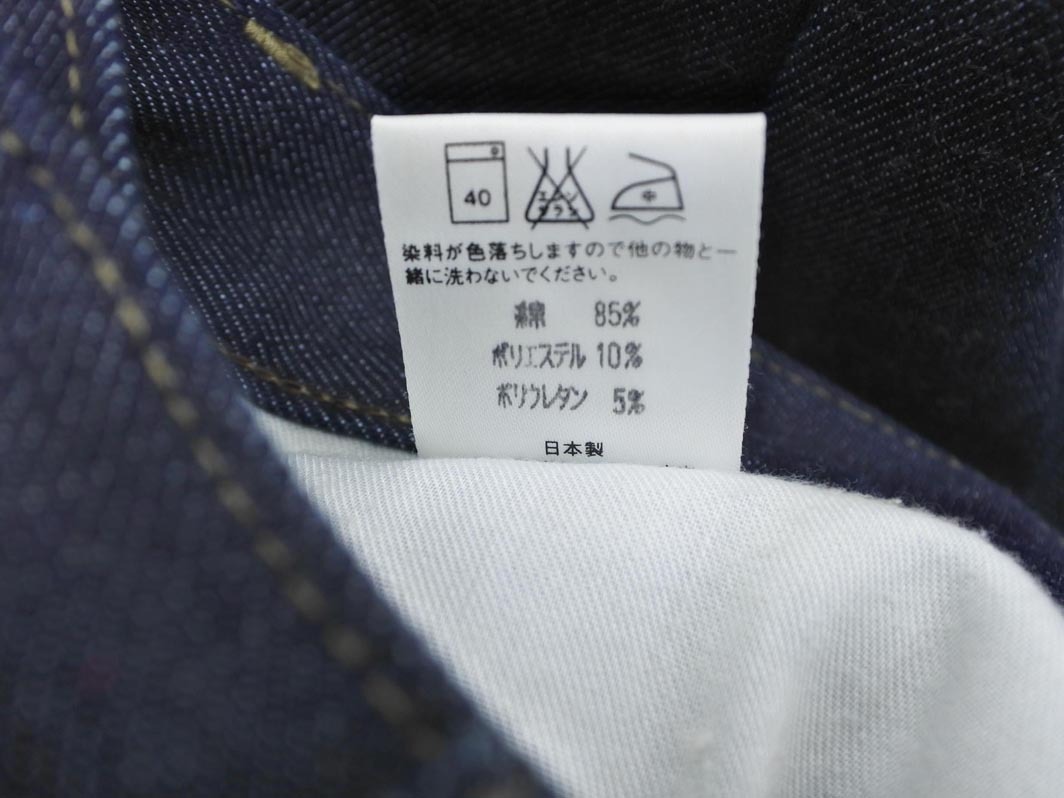 40
エンソ
サラシ
中
染料が色落ちしますので他の物と一
緒に洗わないでください。
綿 85%
ポリエステル 10%
ポリウレタン 5%
日本製